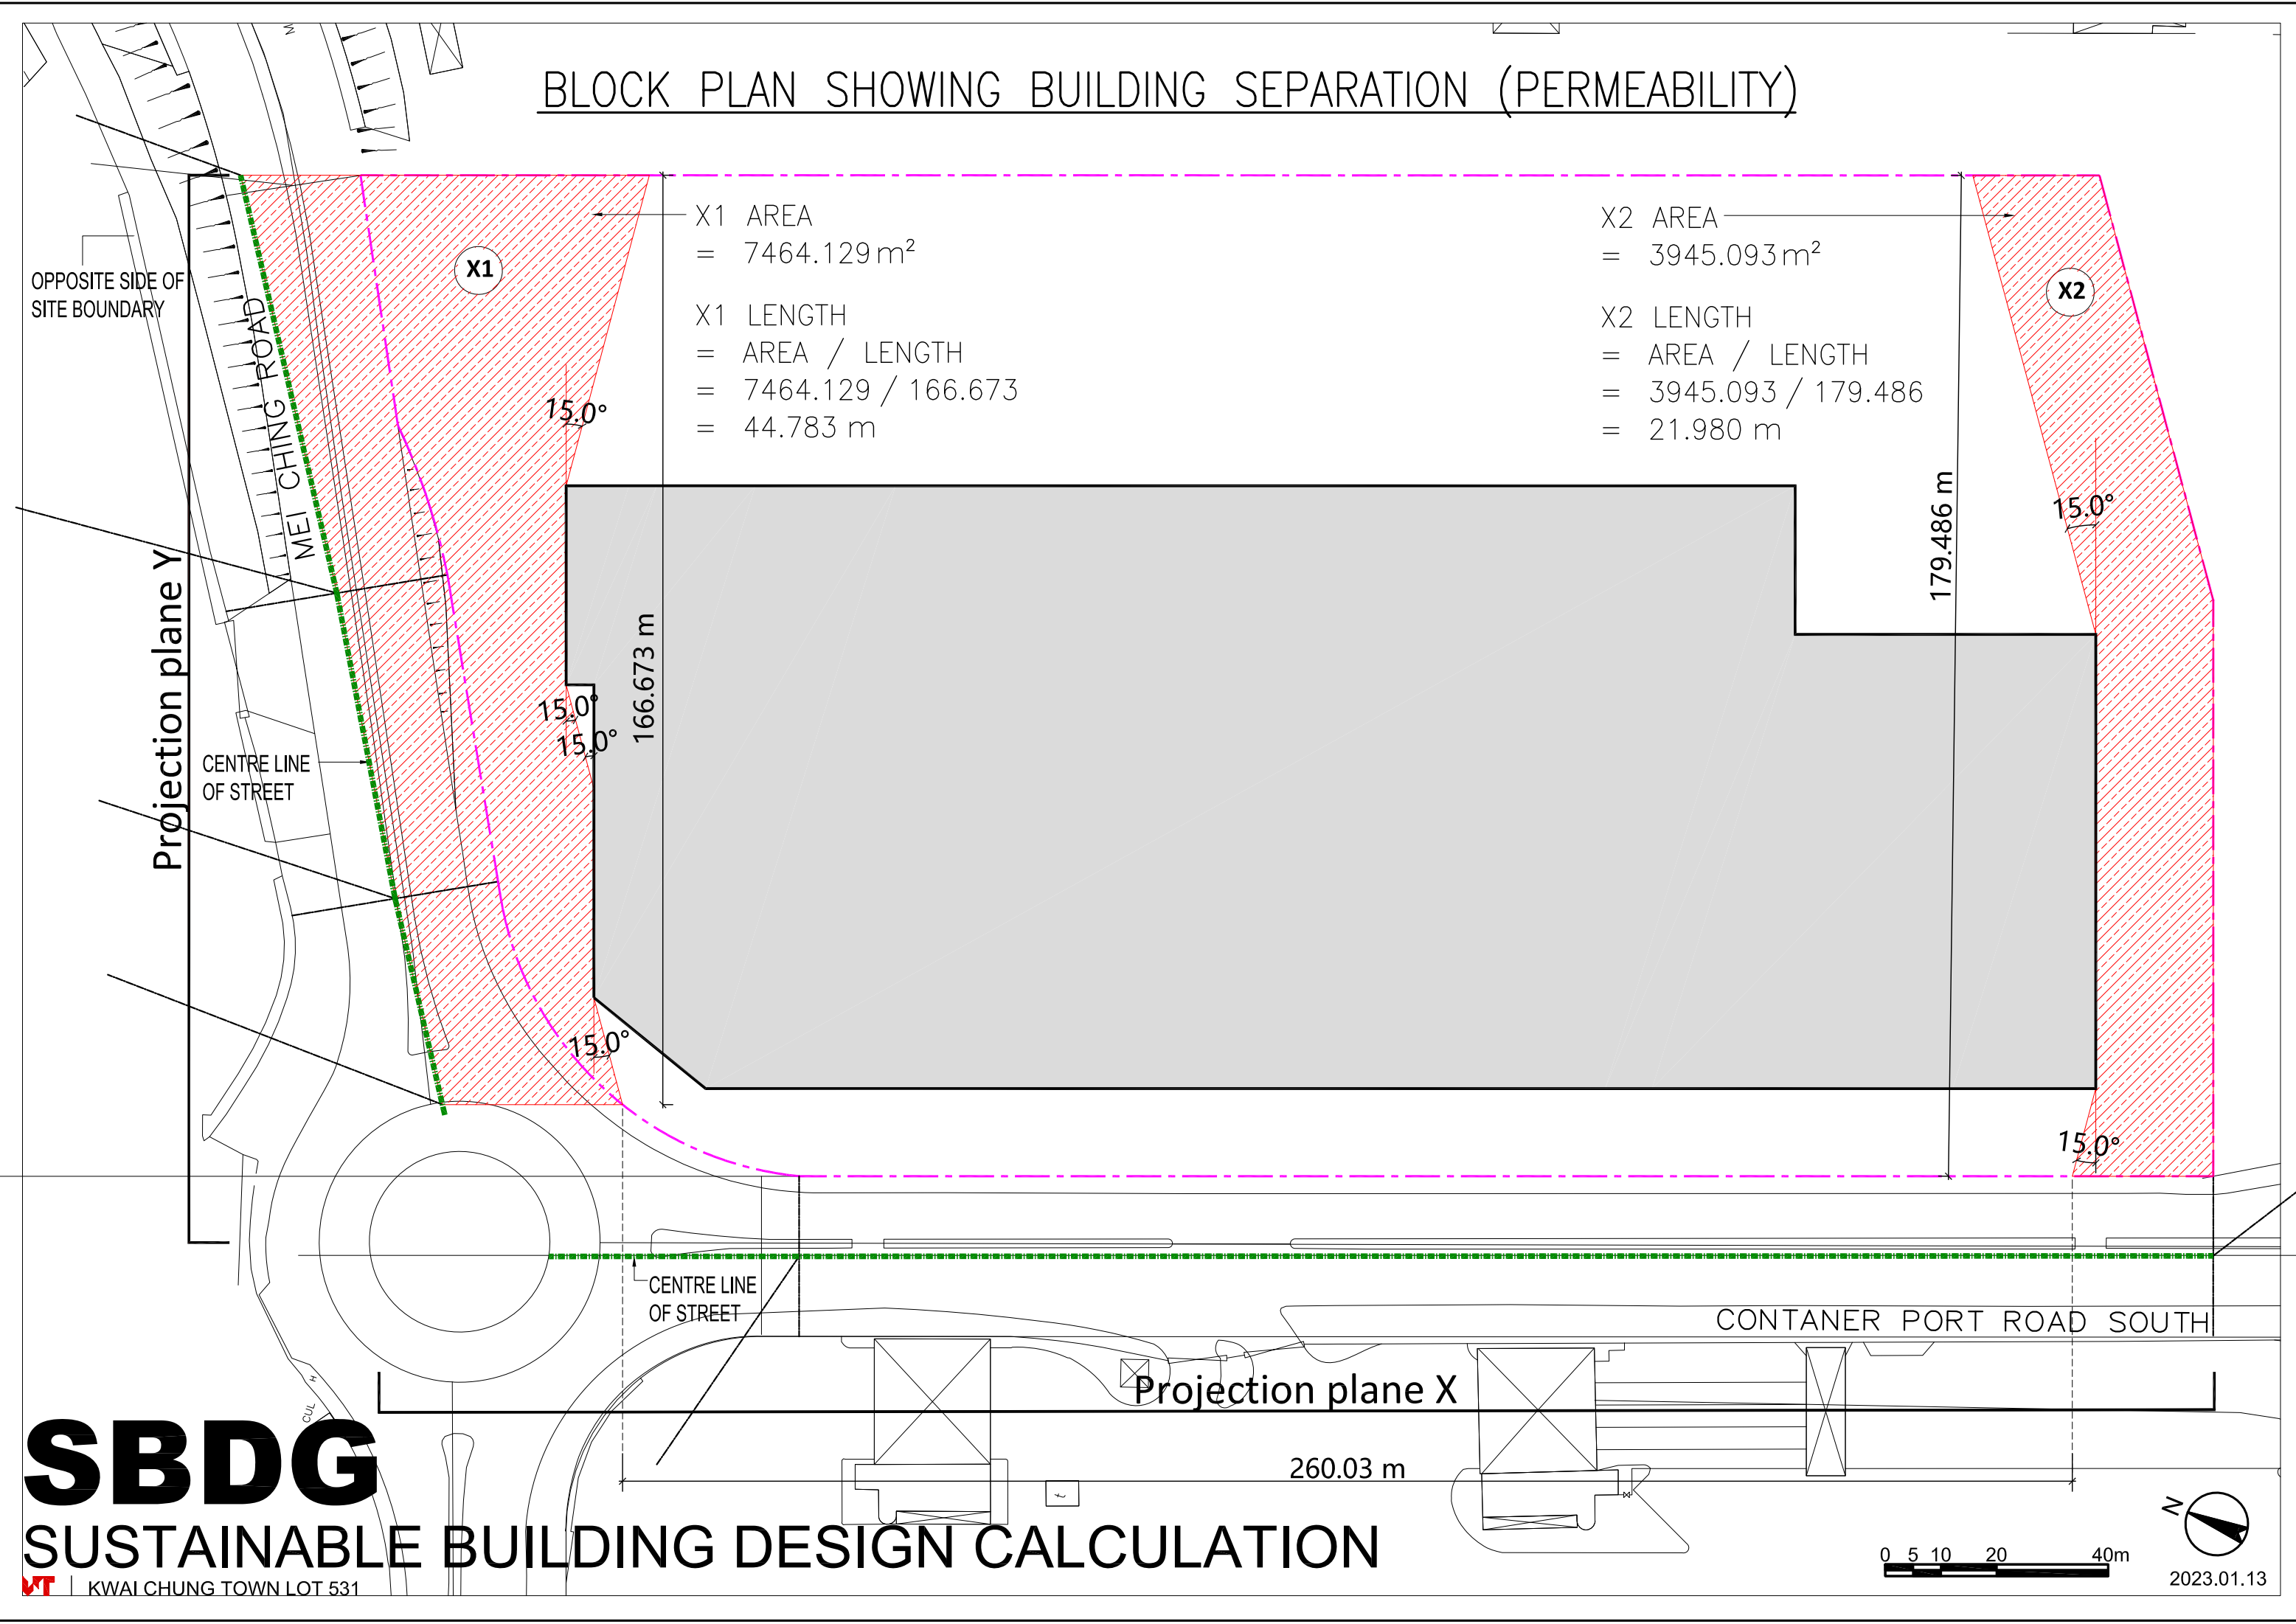 BLOCK PLAN SHOWING BUILDING SEPARATION (PERMEABILITY)
X1
X1 AREA
= 7464.129m²
X1 LENGTH
= AREA / LENGTH
= 7464.129 / 166.673
= 44.783 m
X2 AREA
= 3945.093m²
X2 LENGTH
= AREA / LENGTH
= 3945.093 / 179.486
= 21.980 m
X2
OPPOSITE SIDE OF
SITE BOUNDARY
MEI CHING ROAD
15.0°
15.0°
179.486 m
166.673 m
15.0°
15.0°
Projection plane Y
CENTRE LINE
OF STREET
15.0°
15.0°
CENTRE LINE
OF STREET
CONTANER PORT ROAD SOUTH
Projection plane X
260.03 m
H
CUL
t
SBDG
SUSTAINABLE BUILDING DESIGN CALCULATION
KWAI CHUNG TOWN LOT 531
0 5 10 20 40m
N
2023.01.13